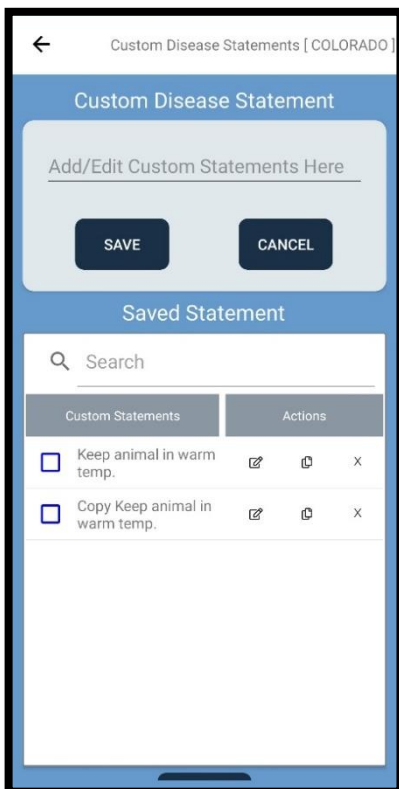 Custom Disease Statements [ COLORADO ]
Custom Disease Statement
Add/Edit Custom Statements Here
SAVE CANCEL
Saved Statement
Search
Custom Statements Actions
Keep animal in warm
temp. X
Copy Keep animal in
warm temp. X